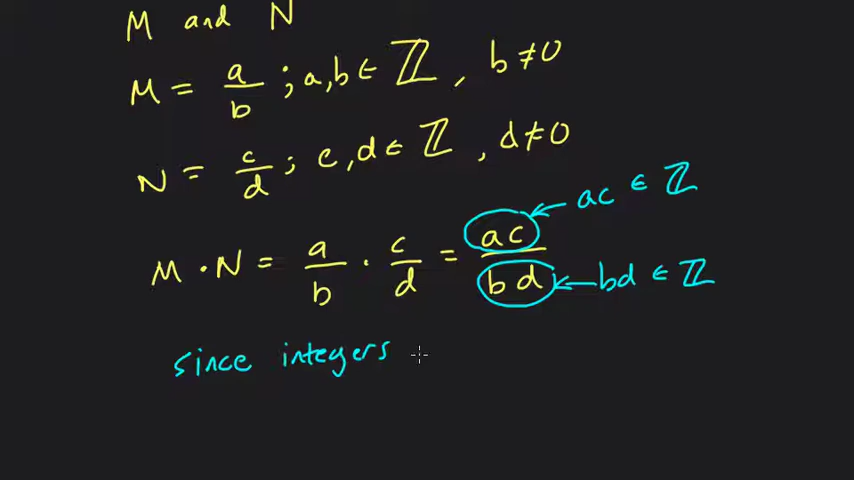 M and N
M = a/b ; a,b ∈ ℤ , b≠0
N = c/d ; c,d ∈ ℤ , d≠0
ac ∈ ℤ
M · N = a/b · c/d = ac/bd
bd ∈ ℤ
since integers